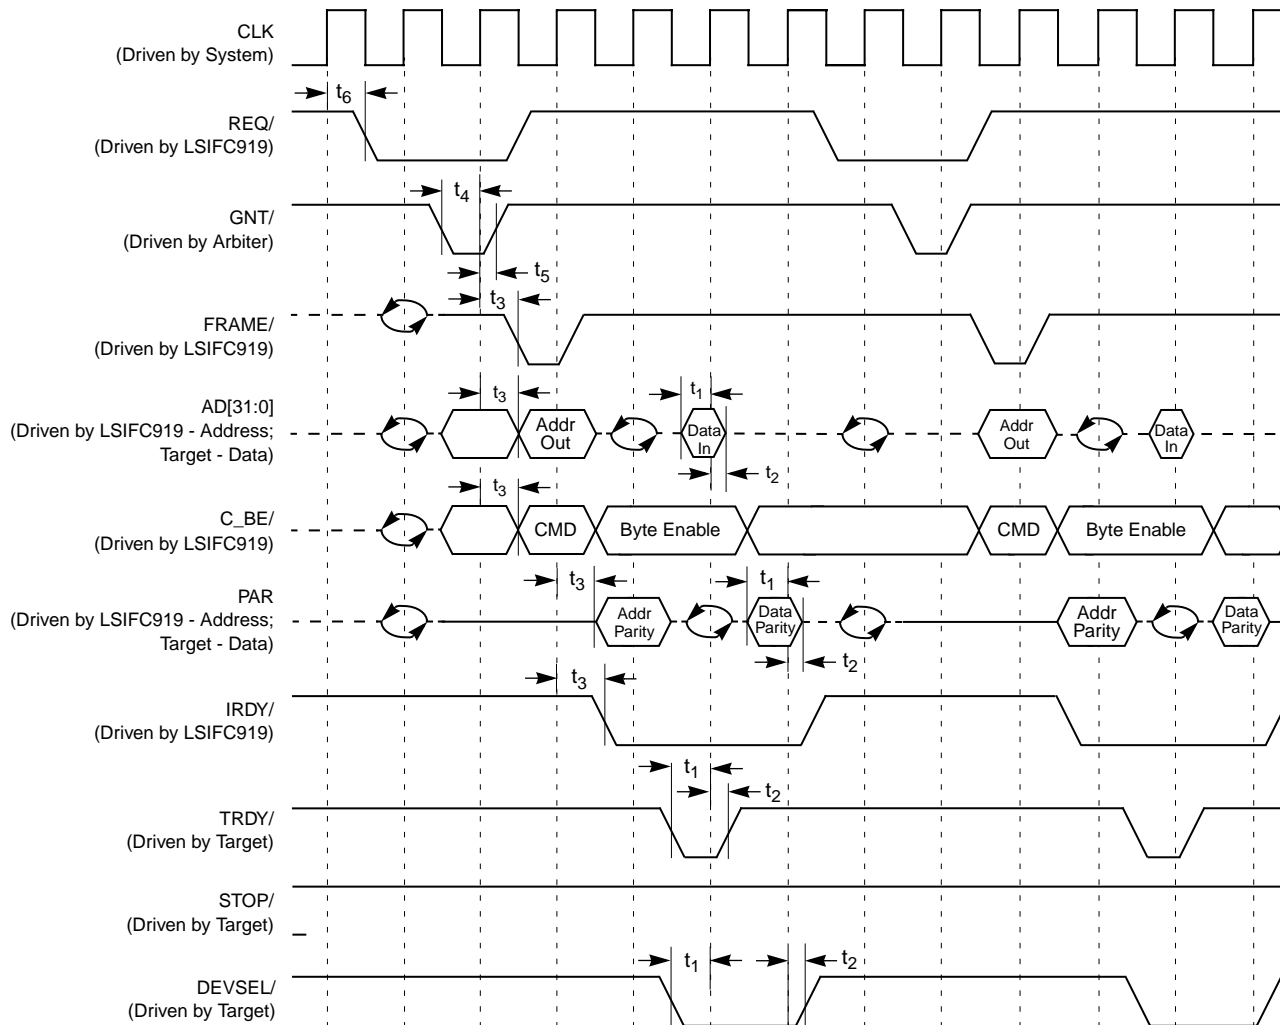 CLK
(Driven by System)
t6
REQ/
(Driven by LSIFC919)
t4
GNT/
(Driven by Arbiter)
t5
t3
FRAME/
(Driven by LSIFC919)
t3
t1
AD[31:0]
(Driven by LSIFC919 - Address;
Target - Data)
Addr
Out
Data
In
Addr
Out
Data
In
t2
t3
C_BE/
(Driven by LSIFC919)
CMD
Byte Enable
CMD
Byte Enable
t3
t1
PAR
(Driven by LSIFC919 - Address;
Target - Data)
Addr
Parity
Data
Parity
Addr
Parity
Data
Parity
t2
t3
IRDY/
(Driven by LSIFC919)
t1
t2
TRDY/
(Driven by Target)
STOP/
(Driven by Target)
t1
t2
DEVSEL/
(Driven by Target)